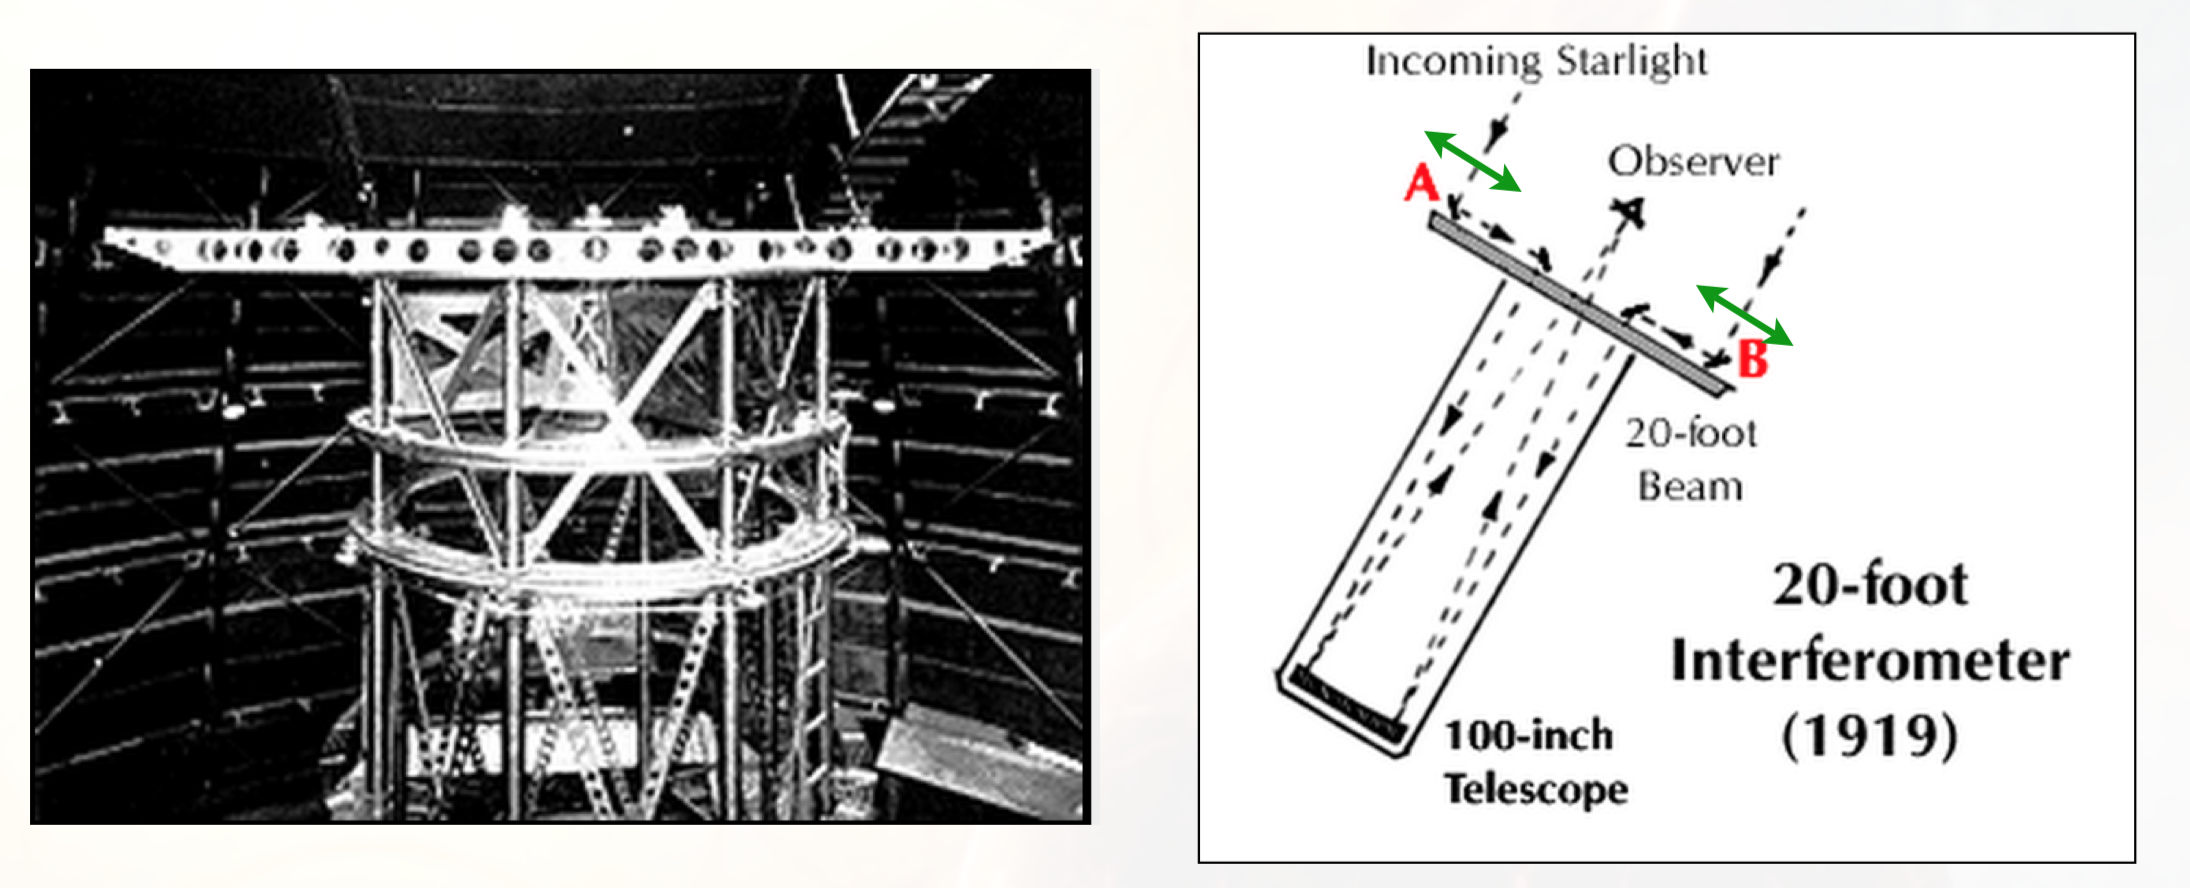 Incoming Starlight
Observer
A
B
20-foot
Beam
20-foot
Interferometer
(1919)
100-inch
Telescope